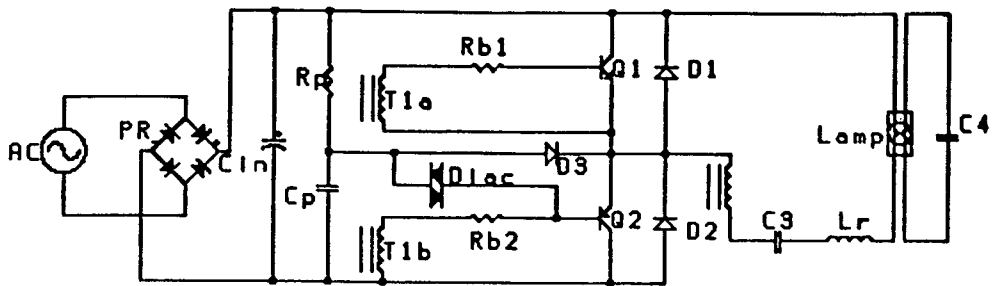 Rb1
Q1
D1
Rp
T1a
PR
AC
Cin
Lamp
C4
D3
Diac
Cp
Q2
D2
Rb2
T1b
C3
Lr